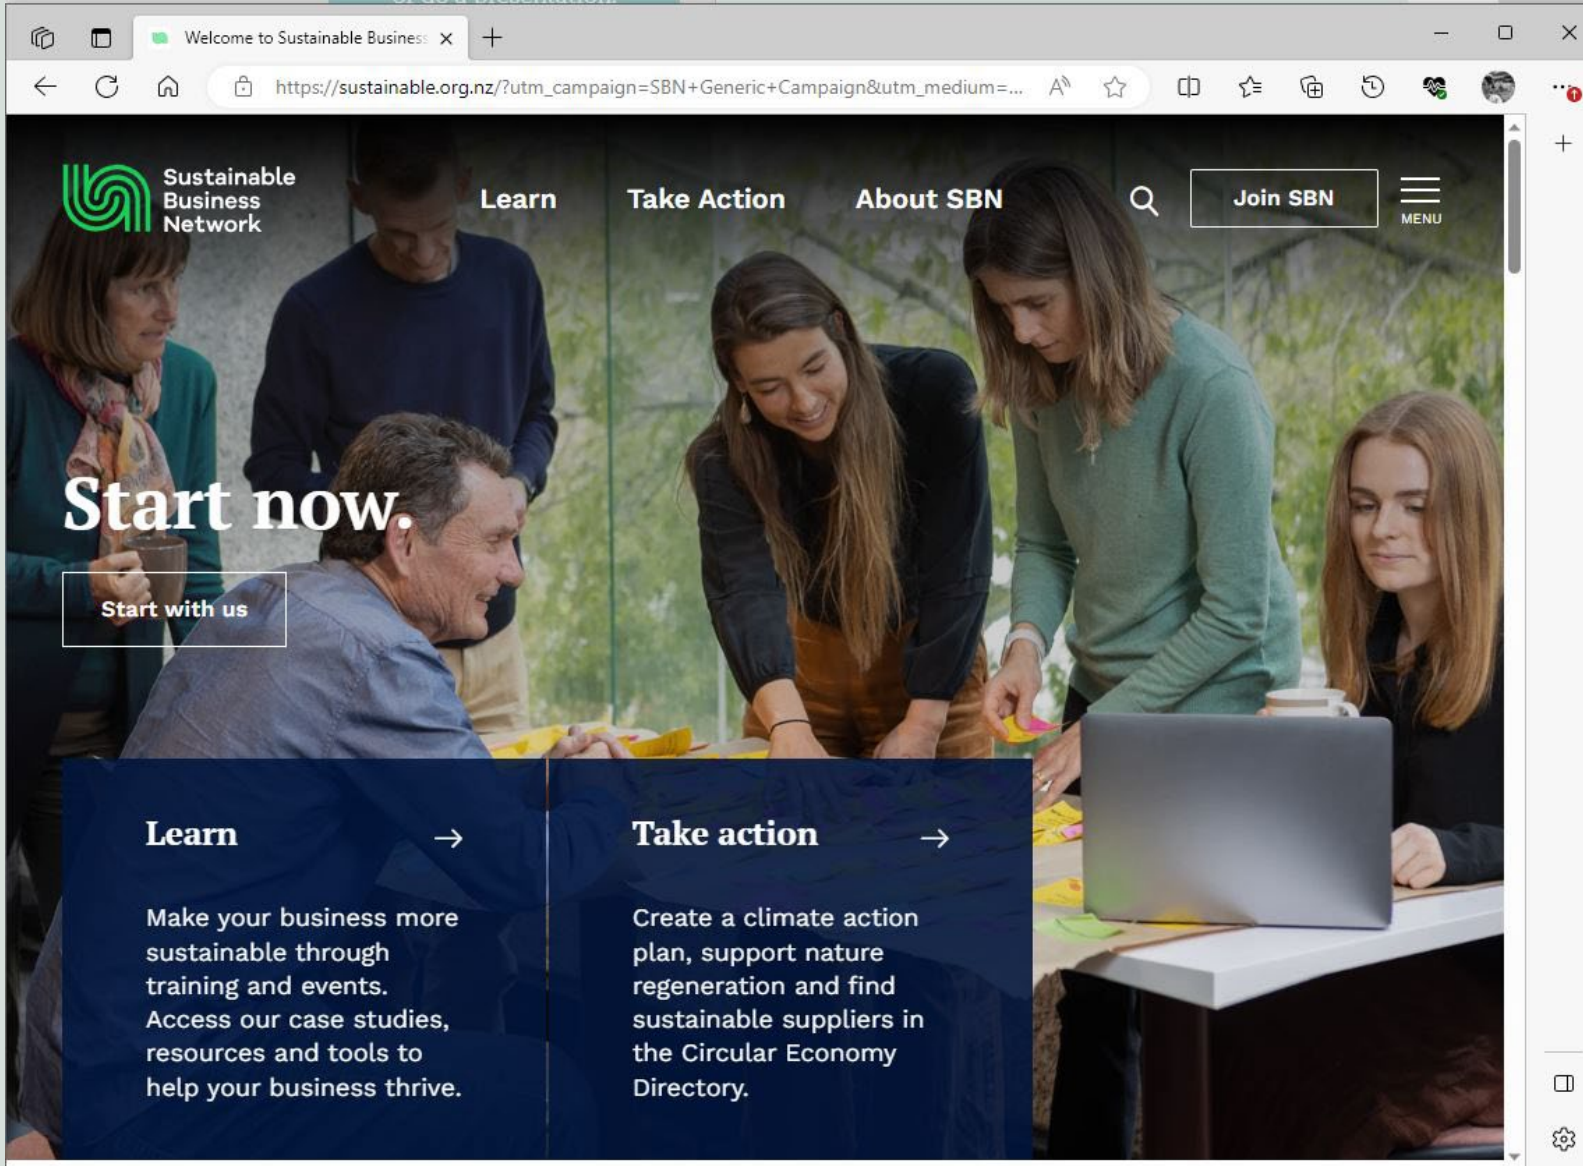 or do a presentation.
Welcome to Sustainable Business
https://sustainable.org.nz/?utm_campaign=SBN+Generic+Campaign&utm_medium=...
Sustainable
Business
Network
Learn
Take Action
About SBN
Join SBN
MENU
Start now.
Start with us
Learn →
Make your business more
sustainable through
training and events.
Access our case studies,
resources and tools to
help your business thrive.
Take action →
Create a climate action
plan, support nature
regeneration and find
sustainable suppliers in
the Circular Economy
Directory.